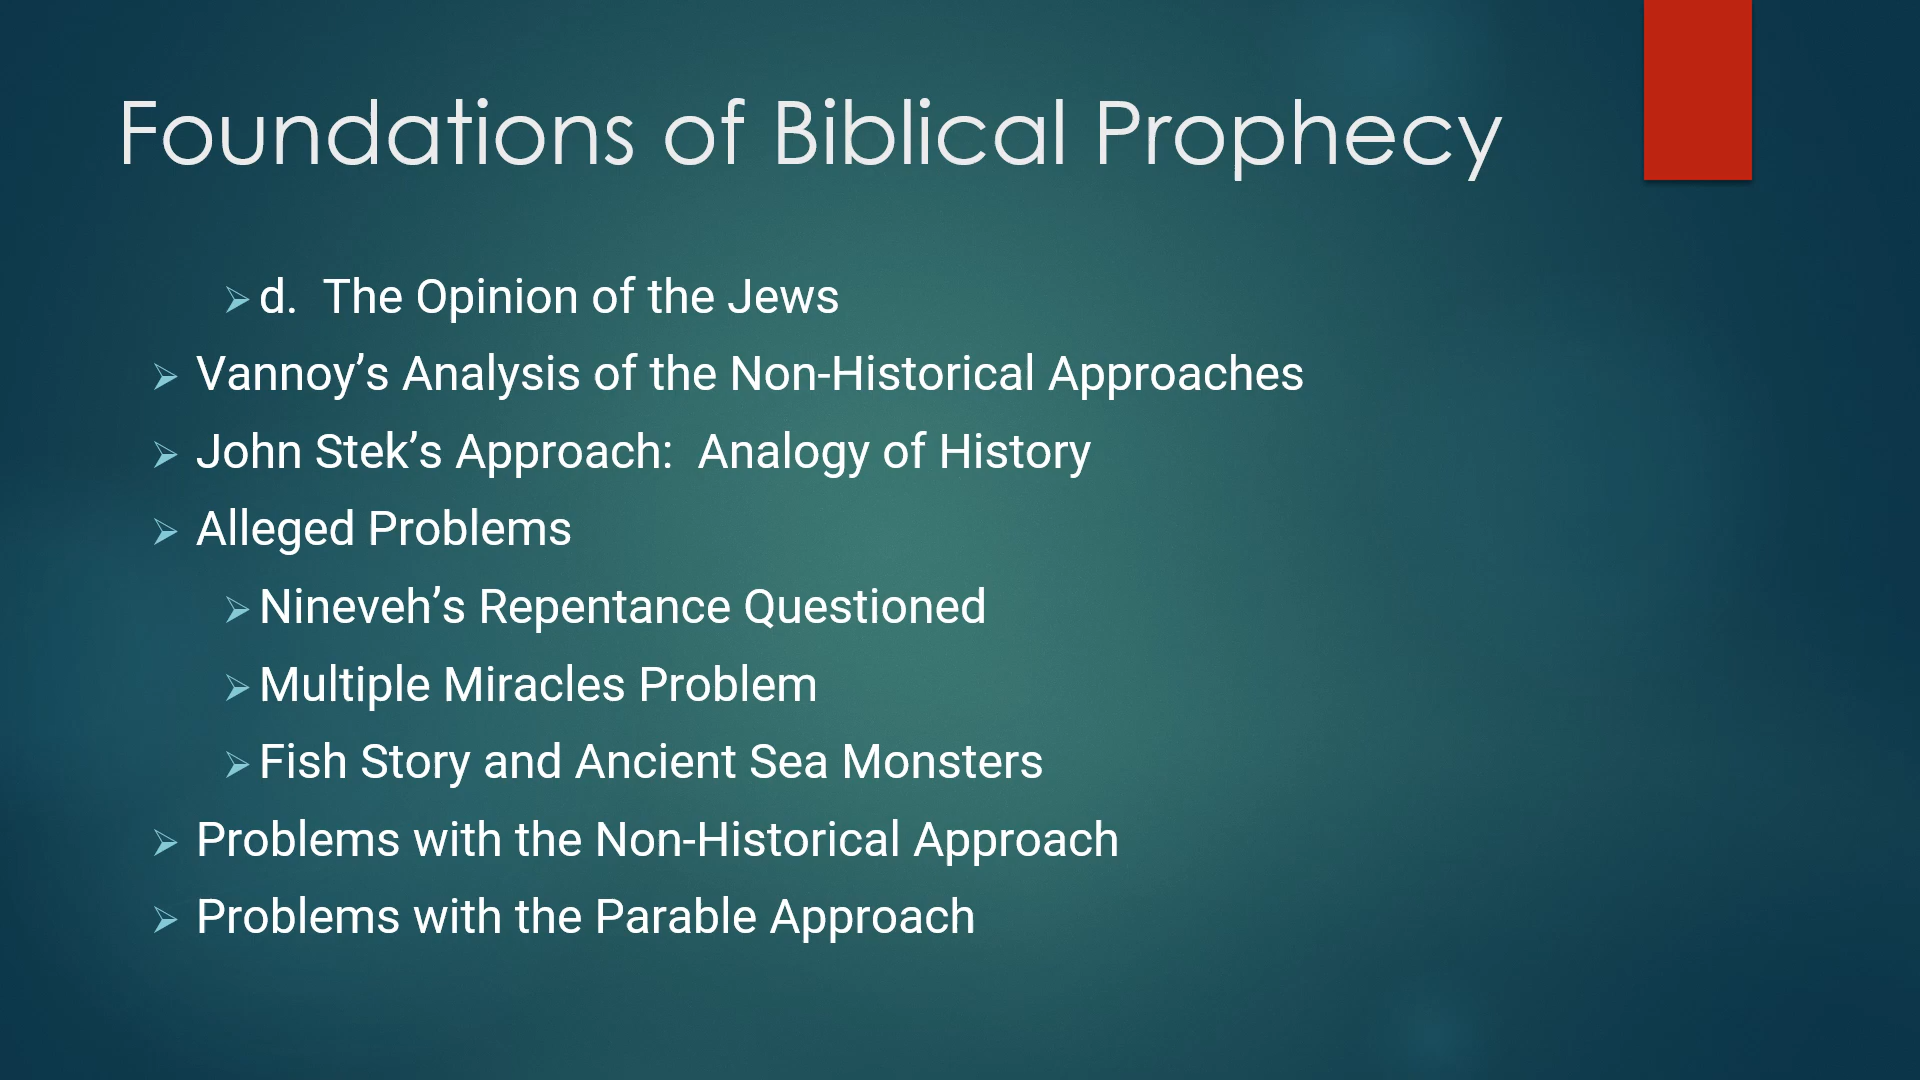 Foundations of Biblical Prophecy
d.  The Opinion of the Jews
Vannoy’s Analysis of the Non-Historical Approaches
John Stek’s Approach:  Analogy of History
Alleged Problems
Nineveh’s Repentance Questioned
Multiple Miracles Problem
Fish Story and Ancient Sea Monsters
Problems with the Non-Historical Approach
Problems with the Parable Approach